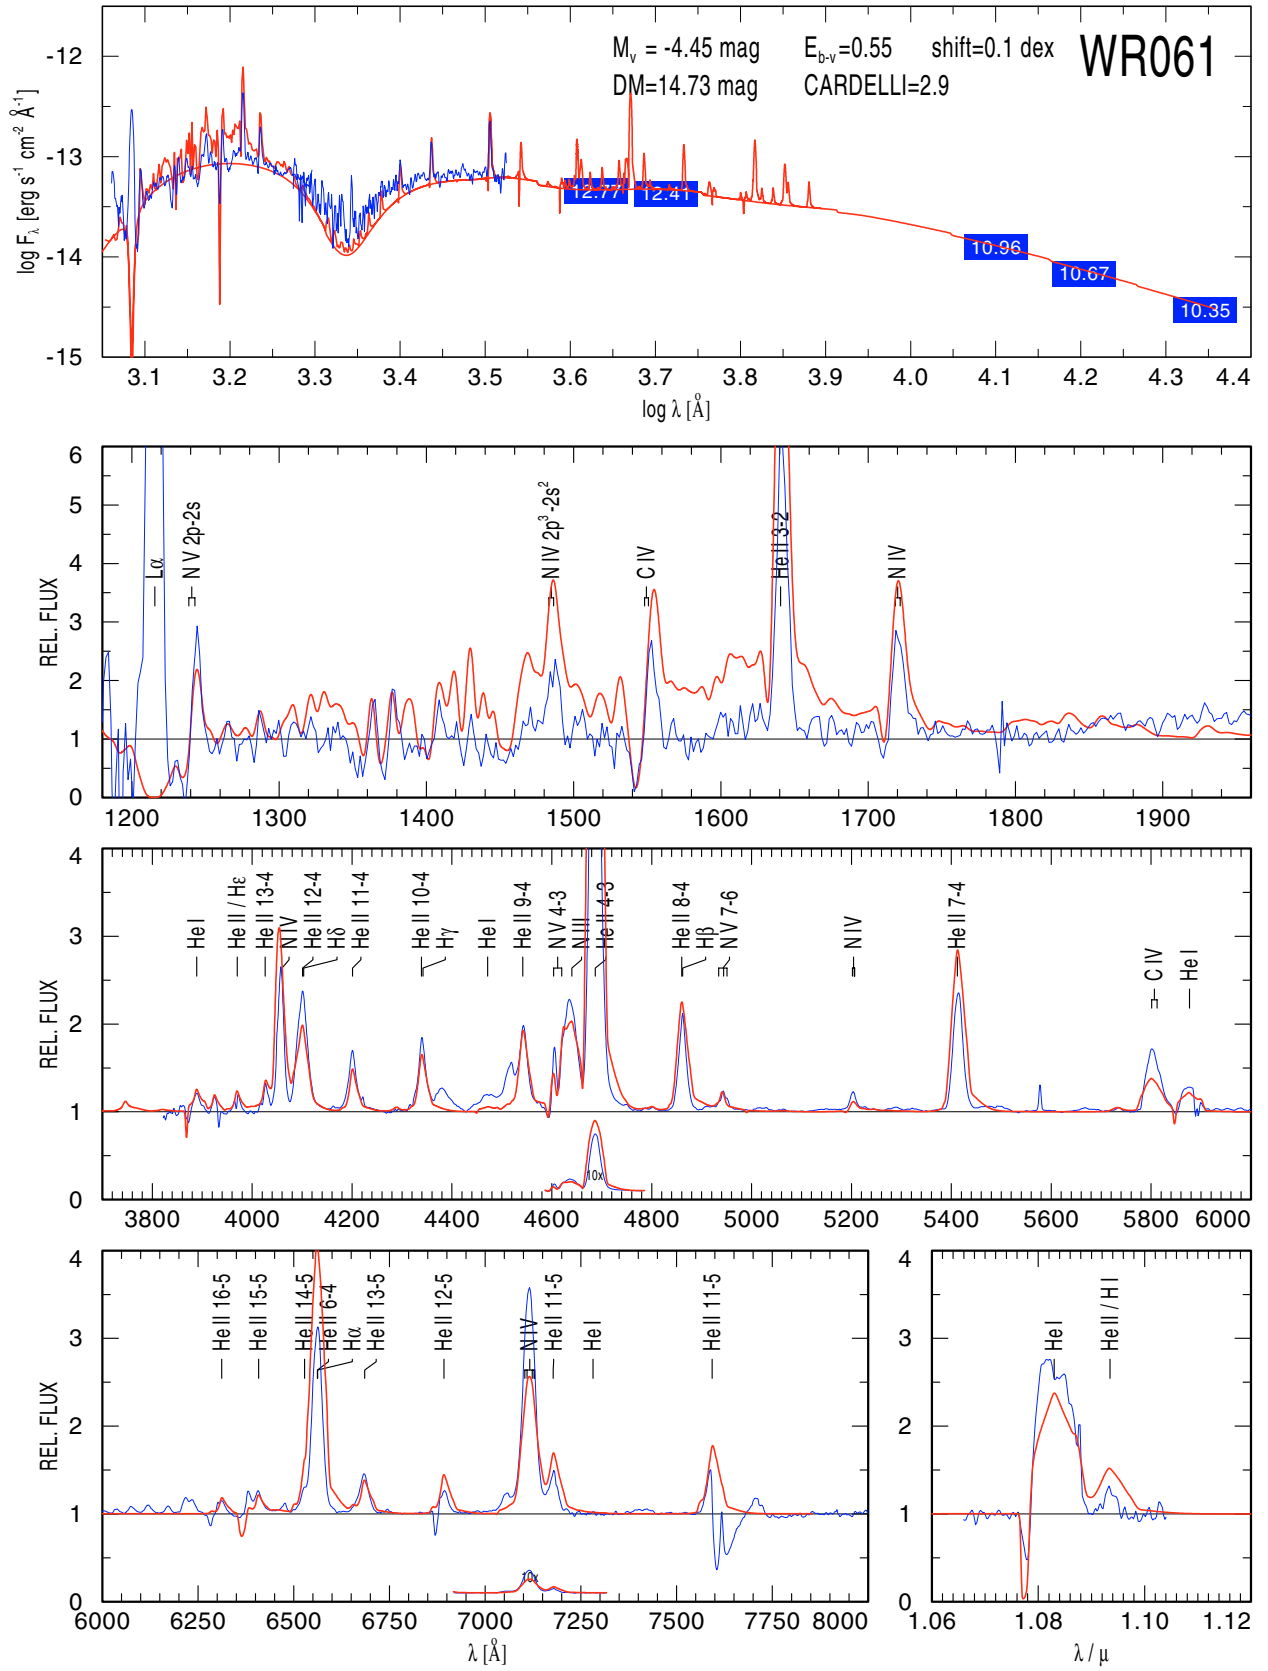 WR061
M_v = -4.45 mag E_b-v=0.55 shift=0.1 dex
DM=14.73 mag CARDELLI=2.9
log F_λ [erg s⁻¹ cm⁻² Å⁻¹]
-12
-13
-14
-15
12.77 12.41 10.96 10.67 10.35
3.1 3.2 3.3 3.4 3.5 3.6 3.7 3.8 3.9 4.0 4.1 4.2 4.3 4.4
log λ [Å]
REL. FLUX
6
5
4
3
2
1
0
Lα
N V 2p-2s
N IV 2p³-2s²
C IV
He II 3-2
N IV
1200 1300 1400 1500 1600 1700 1800 1900
REL. FLUX
4
3
2
1
0
He I
He II / Hε
He II 13-4
N IV
He II 12-4
Hδ
He II 11-4
He II 10-4
Hγ
He I
He II 9-4
N V 4-3
N III
He II 4-3
He II 8-4
Hβ
N V 7-6
N IV
He II 7-4
C IV
He I
10x
3800 4000 4200 4400 4600 4800 5000 5200 5400 5600 5800 6000
REL. FLUX
4
3
2
1
0
He II 16-5
He II 15-5
He II 14-5
He II 6-4
Hα
He II 13-5
He II 12-5
N IV
He II 11-5
He I
He II 11-5
10x
6000 6250 6500 6750 7000 7250 7500 7750 8000
λ [Å]
4
3
2
1
0
He I
He II / H I
1.06 1.08 1.10 1.12
λ / μ